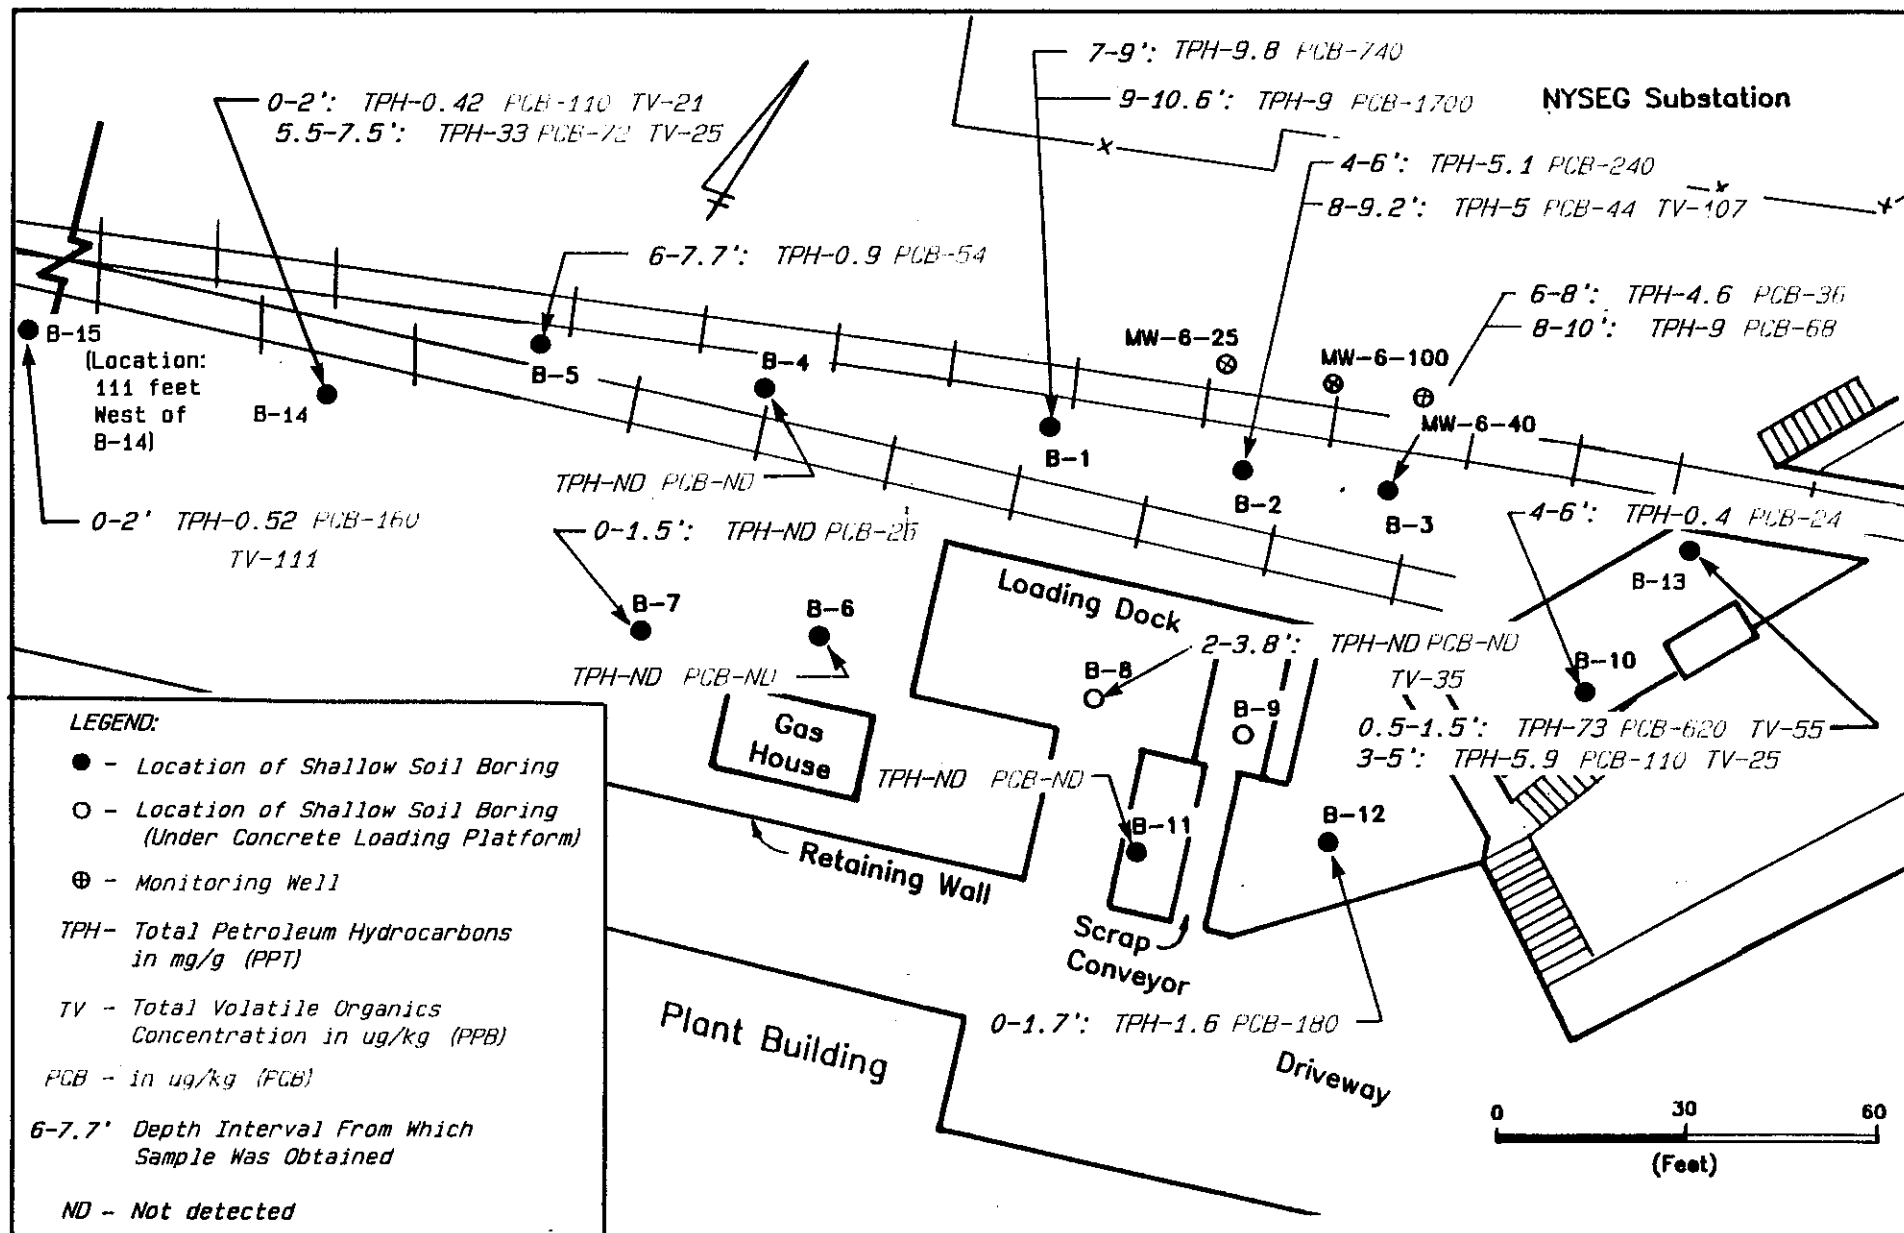 7-9': TPH-9.8 PCB-740
9-10.6': TPH-9 PCB-1700
NYSEG Substation
0-2': TPH-0.42 PCB-110 TV-21
5.5-7.5': TPH-33 PCB-72 TV-25
4-6': TPH-5.1 PCB-240
8-9.2': TPH-5 PCB-44 TV-107
6-7.7': TPH-0.9 PCB-54
6-8': TPH-4.6 PCB-36
8-10': TPH-9 PCB-68
B-15
(Location:
111 feet
West of
B-14)
B-14
B-5
B-4
MW-6-25
MW-6-100
MW-6-40
B-1
B-2
B-3
TPH-ND PCB-ND
0-2' TPH-0.52 PCB-160
TV-111
0-1.5': TPH-ND PCB-26
4-6': TPH-0.4 PCB-24
B-13
Loading Dock
B-7
B-6
2-3.8': TPH-ND PCB-ND
TV-35
B-8
B-10
TPH-ND PCB-ND
B-9
0.5-1.5': TPH-73 PCB-620 TV-55
3-5': TPH-5.9 PCB-110 TV-25
Gas
House
TPH-ND PCB-ND
B-11
B-12
Retaining Wall
Scrap
Conveyor
0-1.7': TPH-1.6 PCB-180
Plant Building
Driveway
0 30 60
(Feet)
LEGEND:
- Location of Shallow Soil Boring
- Location of Shallow Soil Boring
(Under Concrete Loading Platform)
- Monitoring Well
TPH- Total Petroleum Hydrocarbons
in mg/g (PPT)
TV - Total Volatile Organics
Concentration in ug/kg (PPB)
PCB - in ug/kg (PCB)
6-7.7' Depth Interval From Which
Sample Was Obtained
ND - Not detected